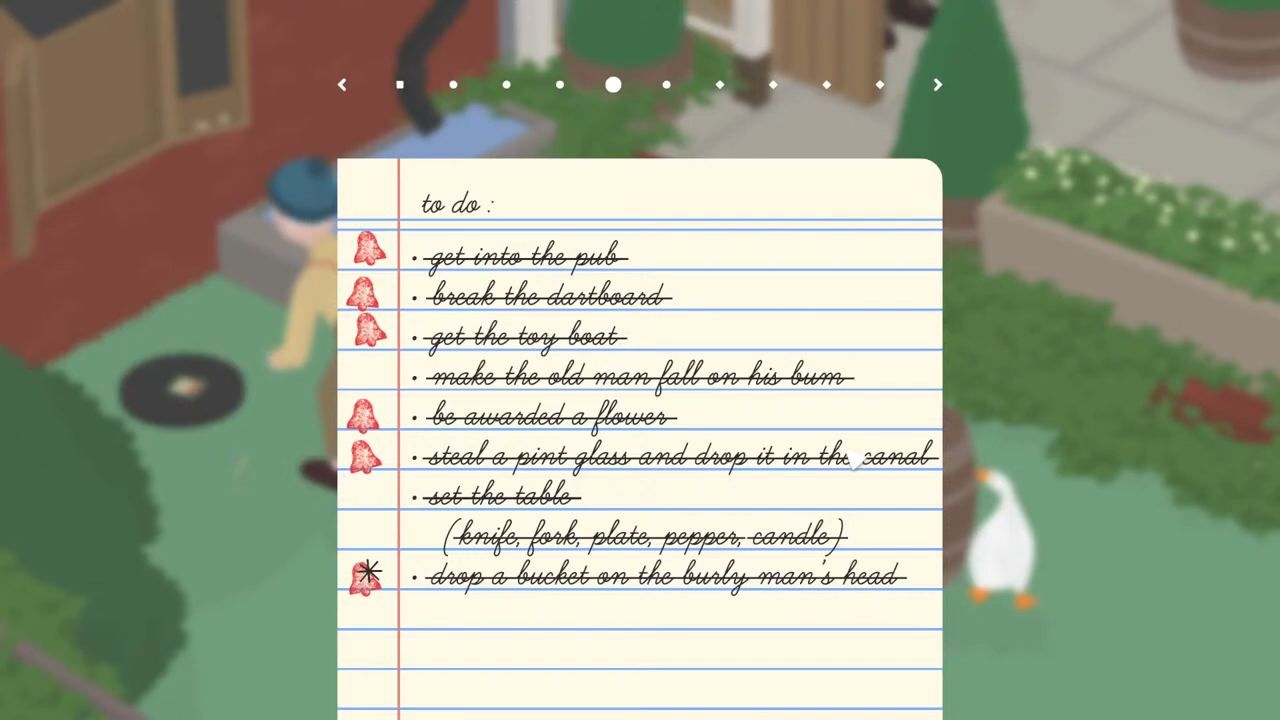 to do :
• get into the pub
• break the dartboard
• get the toy boat
• make the old man fall on his bum
• be awarded a flower
• steal a pint glass and drop it in the canal
• set the table
(knife, fork, plate, pepper, candle)
• drop a bucket on the burly man's head